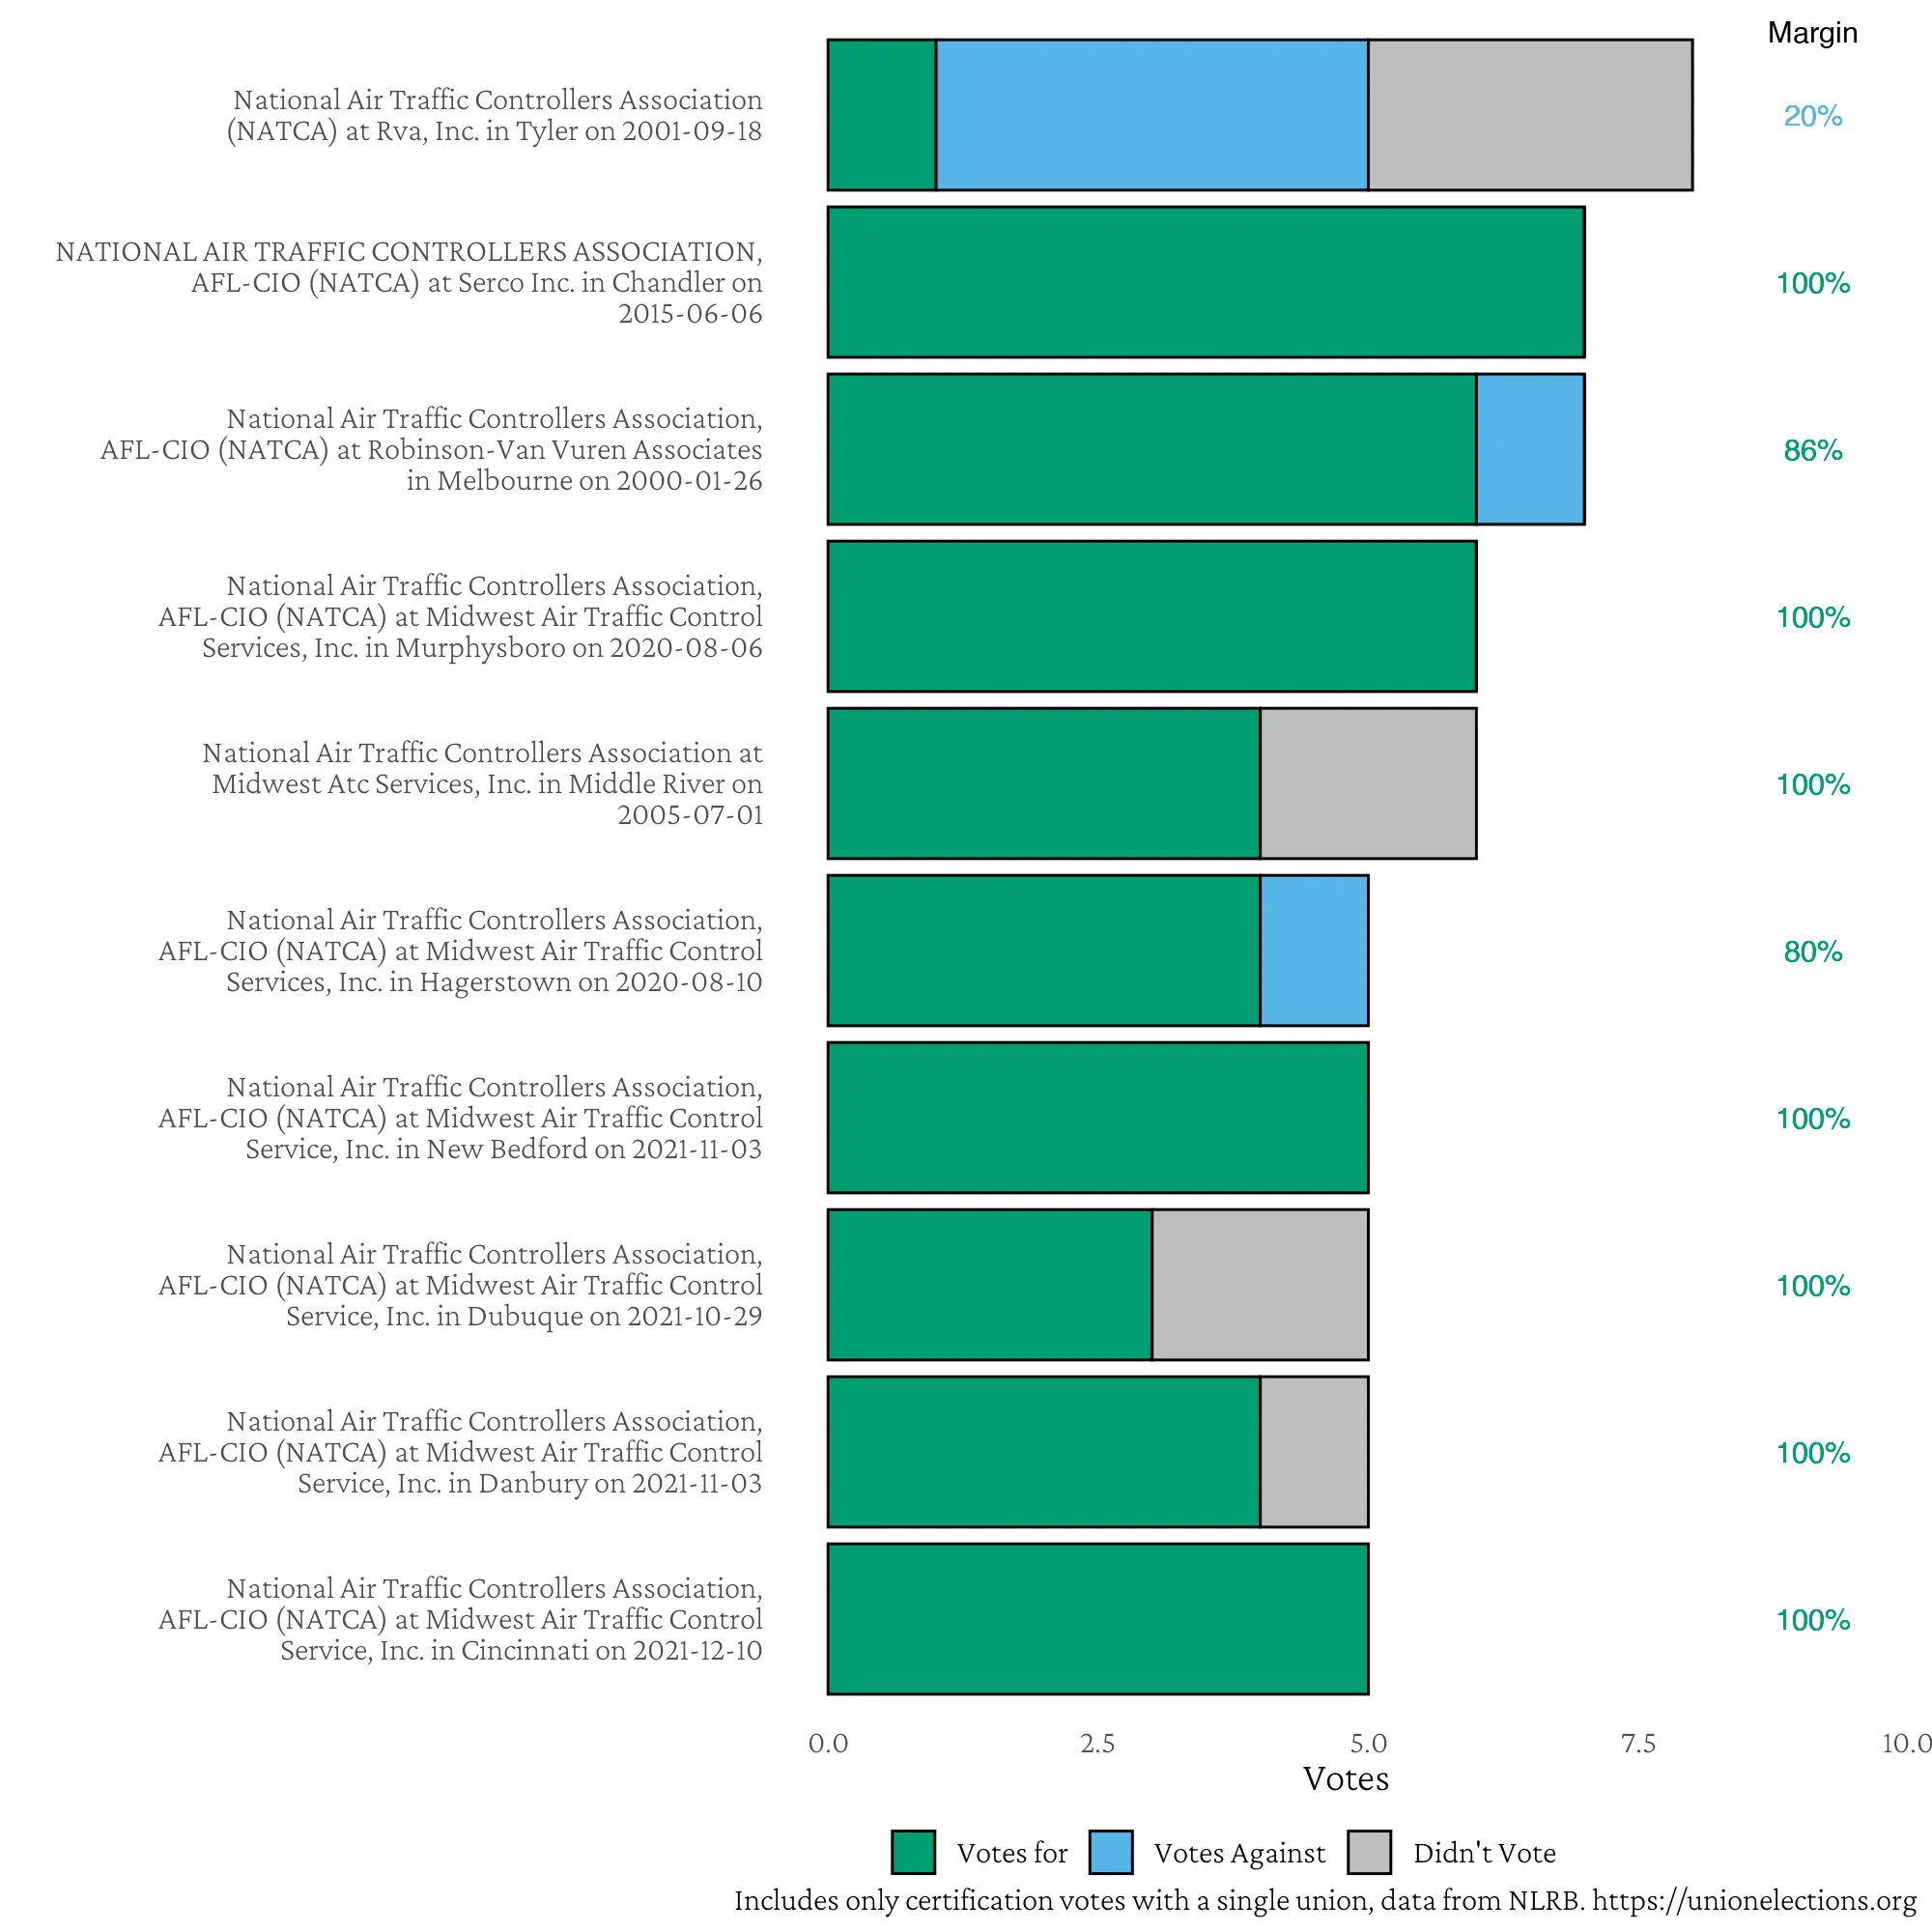 Margin
National Air Traffic Controllers Association
(NATCA) at Rva, Inc. in Tyler on 2001-09-18
20%
NATIONAL AIR TRAFFIC CONTROLLERS ASSOCIATION,
AFL-CIO (NATCA) at Serco Inc. in Chandler on
2015-06-06
100%
National Air Traffic Controllers Association,
AFL-CIO (NATCA) at Robinson-Van Vuren Associates
in Melbourne on 2000-01-26
86%
National Air Traffic Controllers Association,
AFL-CIO (NATCA) at Midwest Air Traffic Control
Services, Inc. in Murphysboro on 2020-08-06
100%
National Air Traffic Controllers Association at
Midwest Atc Services, Inc. in Middle River on
2005-07-01
100%
National Air Traffic Controllers Association,
AFL-CIO (NATCA) at Midwest Air Traffic Control
Services, Inc. in Hagerstown on 2020-08-10
80%
National Air Traffic Controllers Association,
AFL-CIO (NATCA) at Midwest Air Traffic Control
Service, Inc. in New Bedford on 2021-11-03
100%
National Air Traffic Controllers Association,
AFL-CIO (NATCA) at Midwest Air Traffic Control
Service, Inc. in Dubuque on 2021-10-29
100%
National Air Traffic Controllers Association,
AFL-CIO (NATCA) at Midwest Air Traffic Control
Service, Inc. in Danbury on 2021-11-03
100%
National Air Traffic Controllers Association,
AFL-CIO (NATCA) at Midwest Air Traffic Control
Service, Inc. in Cincinnati on 2021-12-10
100%
0.0 2.5 5.0 7.5 10.0
Votes
Votes for Votes Against Didn't Vote
Includes only certification votes with a single union, data from NLRB. https://unionelections.org